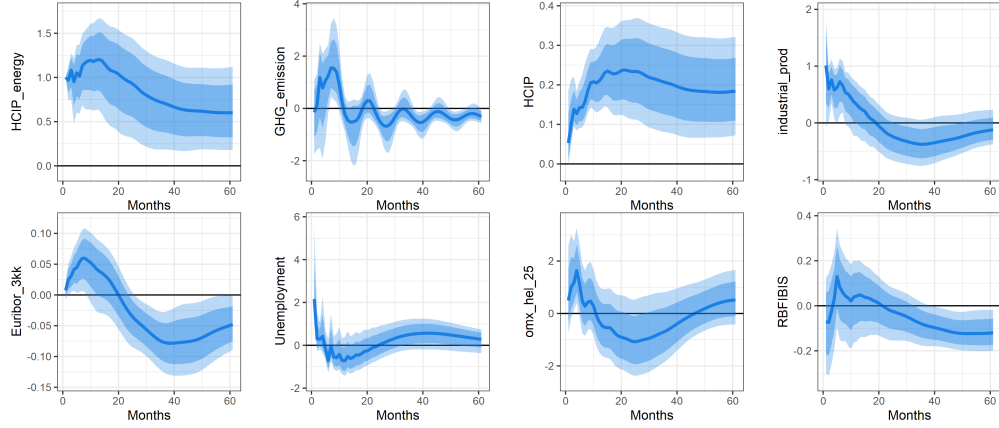 HCIP_energy
1.5
1.0
0.5
0.0
0 20 40 60
Months
GHG_emission
4
2
0
-2
0 20 40 60
Months
HCIP
0.4
0.3
0.2
0.1
0.0
0 20 40 60
Months
industrial_prod
2
1
0
-1
0 20 40 60
Months
Euribor_3kk
0.10
0.05
0.00
-0.05
-0.10
-0.15
0 20 40 60
Months
Unemployment
6
4
2
0
-2
0 20 40 60
Months
omx_hel_25
2
0
-2
0 20 40 60
Months
RBFIBIS
0.4
0.2
0.0
-0.2
0 20 40 60
Months